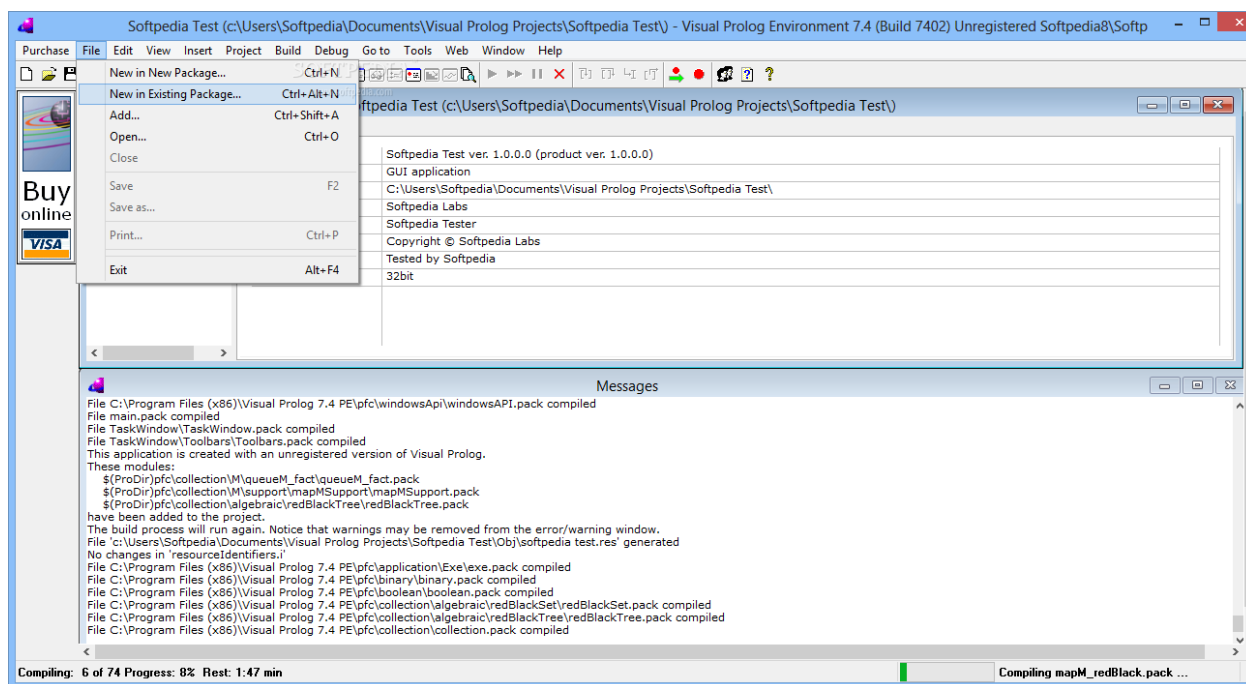 Softpedia Test (c:\Users\Softpedia\Documents\Visual Prolog Projects\Softpedia Test\) - Visual Prolog Environment 7.4 (Build 7402) Unregistered Softpedia8\Softp
Purchase File Edit View Insert Project Build Debug Go to Tools Web Window Help
New in New Package... Ctrl+N
New in Existing Package... Ctrl+Alt+N
Add... Ctrl+Shift+A
Open... Ctrl+O
Close
Save F2
Save as...
Print... Ctrl+P
Exit Alt+F4
Buy
online
VISA
ftpedia Test (c:\Users\Softpedia\Documents\Visual Prolog Projects\Softpedia Test\)
Softpedia Test ver. 1.0.0.0 (product ver. 1.0.0.0)
GUI application
C:\Users\Softpedia\Documents\Visual Prolog Projects\Softpedia Test\
Softpedia Labs
Softpedia Tester
Copyright © Softpedia Labs
Tested by Softpedia
32bit
Messages
File C:\Program Files (x86)\Visual Prolog 7.4 PE\pfc\windowsApi\windowsAPI.pack compiled
File main.pack compiled
File TaskWindow\TaskWindow.pack compiled
File TaskWindow\Toolbars\Toolbars.pack compiled
This application is created with an unregistered version of Visual Prolog.
These modules:
$(ProDir)pfc\collection\M\queueM_fact\queueM_fact.pack
$(ProDir)pfc\collection\M\support\mapMSupport\mapMSupport.pack
$(ProDir)pfc\collection\algebraic\redBlackTree\redBlackTree.pack
have been added to the project.
The build process will run again. Notice that warnings may be removed from the error/warning window.
File 'c:\Users\Softpedia\Documents\Visual Prolog Projects\Softpedia Test\Obj\softpedia test.res' generated
No changes in 'resourceIdentifiers.i'
File C:\Program Files (x86)\Visual Prolog 7.4 PE\pfc\application\Exe\exe.pack compiled
File C:\Program Files (x86)\Visual Prolog 7.4 PE\pfc\binary\binary.pack compiled
File C:\Program Files (x86)\Visual Prolog 7.4 PE\pfc\boolean\boolean.pack compiled
File C:\Program Files (x86)\Visual Prolog 7.4 PE\pfc\collection\algebraic\redBlackSet\redBlackSet.pack compiled
File C:\Program Files (x86)\Visual Prolog 7.4 PE\pfc\collection\algebraic\redBlackTree\redBlackTree.pack compiled
File C:\Program Files (x86)\Visual Prolog 7.4 PE\pfc\collection\collection.pack compiled
Compiling: 6 of 74 Progress: 8% Rest: 1:47 min
Compiling mapM_redBlack.pack ...